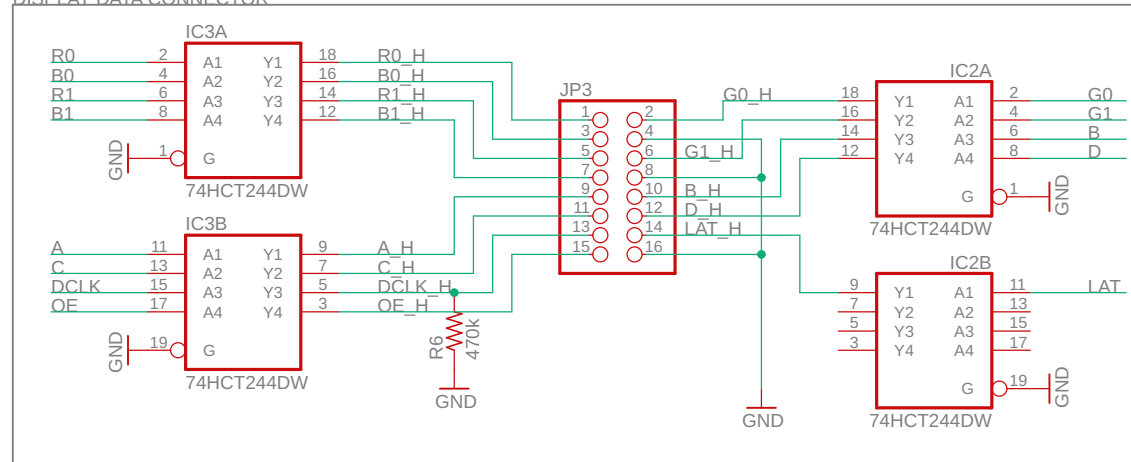 DISPLAY DATA CONNECTOR
IC3A
R0 2 A1 Y1 18 R0_H
B0 4 A2 Y2 16 B0_H
R1 6 A3 Y3 14 R1_H
B1 8 A4 Y4 12 B1_H
GND 1 G
74HCT244DW
IC3B
A 11 A1 Y1 9 A_H
C 13 A2 Y2 7 C_H
DCLK 15 A3 Y3 5 DCLK_H
OE 17 A4 Y4 3 OE_H
GND 19 G
74HCT244DW
R6
470k
GND
JP3
1 2
3 4
5 6
7 8
9 10
11 12
13 14
15 16
G0_H
G1_H
B_H
D_H
LAT_H
GND
IC2A
18 Y1 A1 2 G0
16 Y2 A2 4 G1
14 Y3 A3 6 B
12 Y4 A4 8 D
G 1 GND
74HCT244DW
IC2B
9 Y1 A1 11 LAT
7 Y2 A2 13
5 Y3 A3 15
3 Y4 A4 17
G 19 GND
74HCT244DW